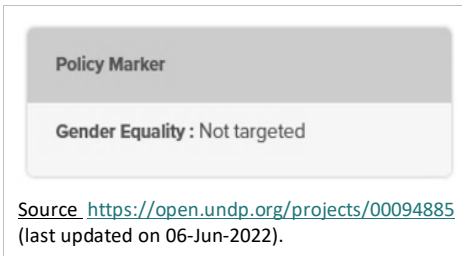 Policy Marker
Gender Equality : Not targeted
Source https://open.undp.org/projects/00094885
(last updated on 06-Jun-2022).